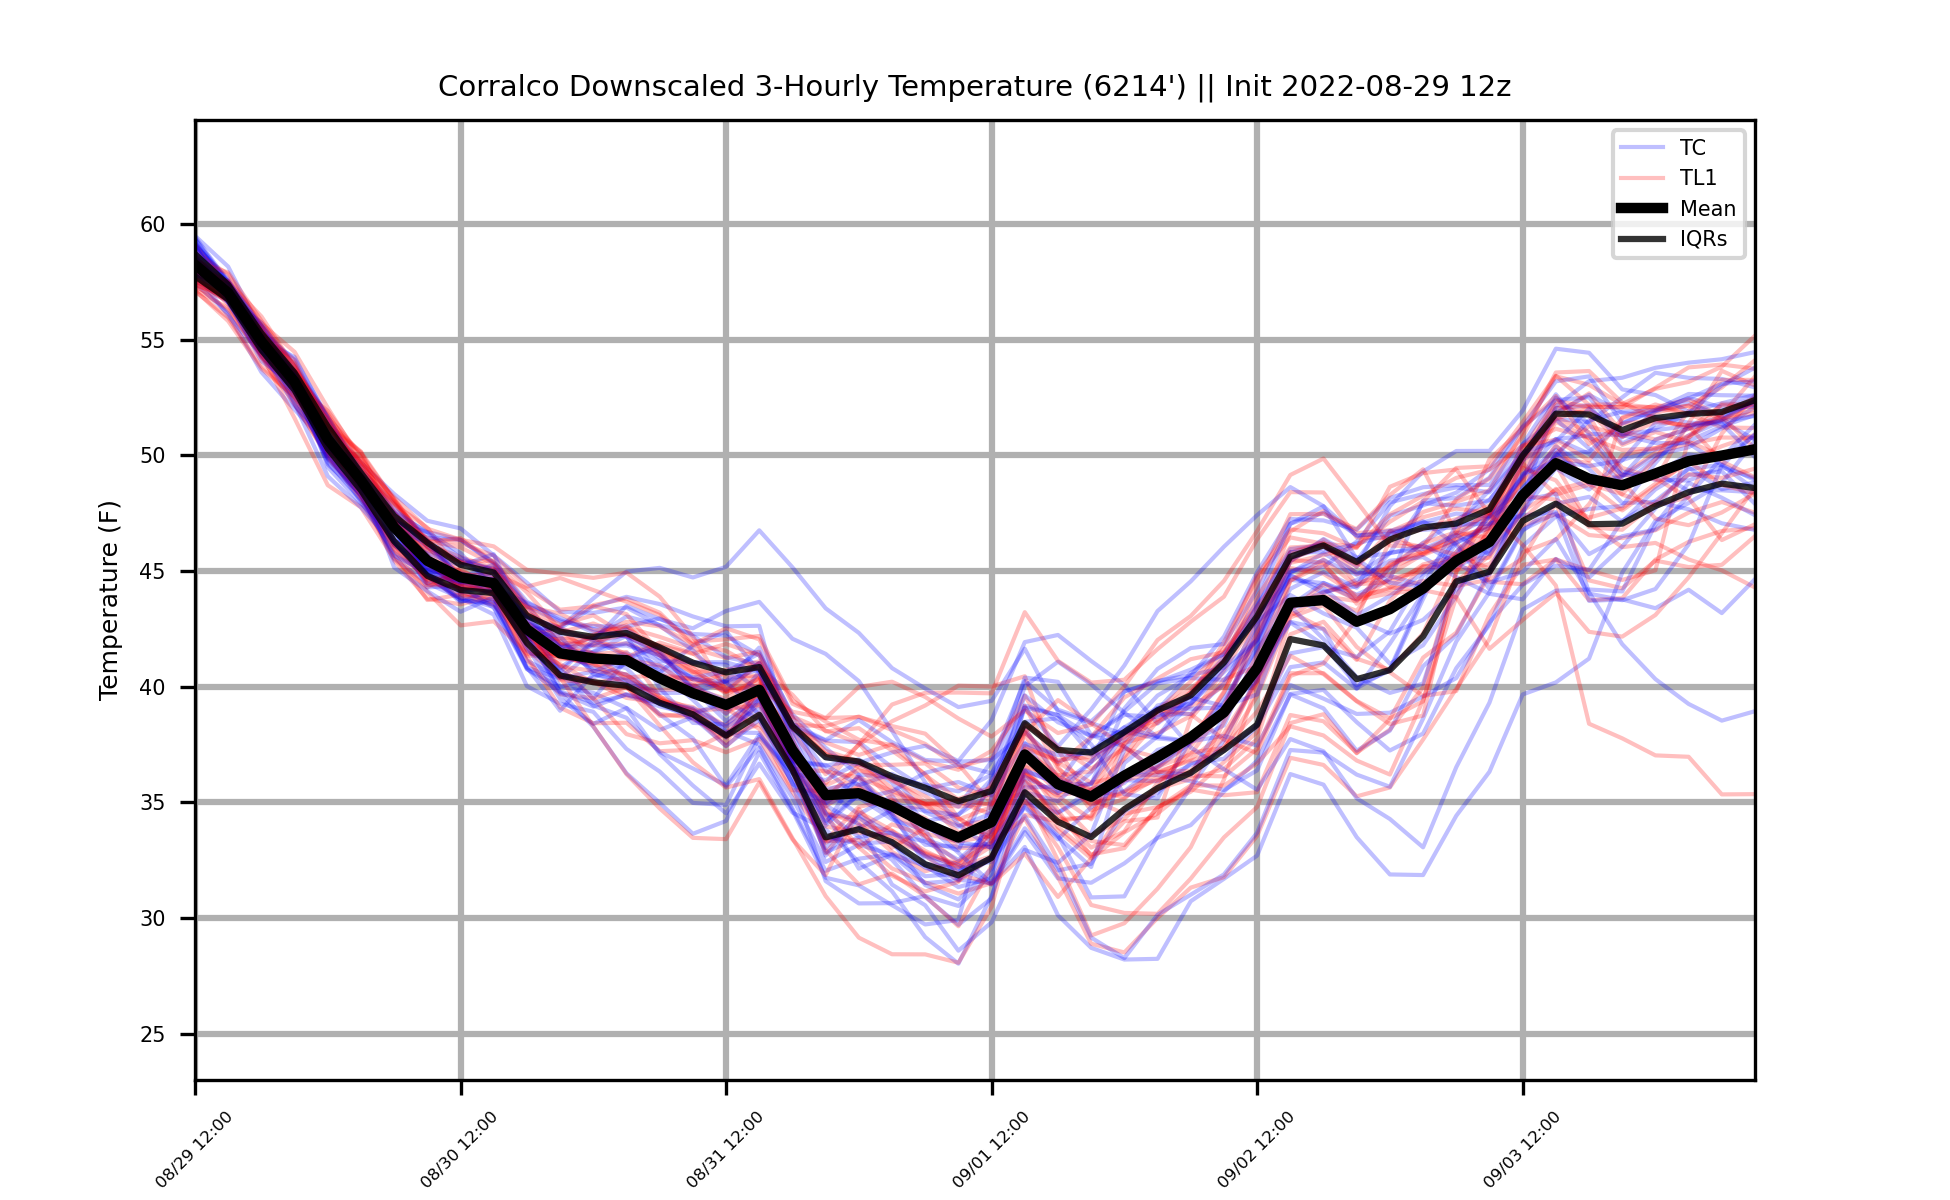 Corralco Downscaled 3-Hourly Temperature (6214') || Init 2022-08-29 12z
TC
TL1
Mean
IQRs
Temperature (F)
60
55
50
45
40
35
30
25
08/29 12:00
08/30 12:00
08/31 12:00
09/01 12:00
09/02 12:00
09/03 12:00